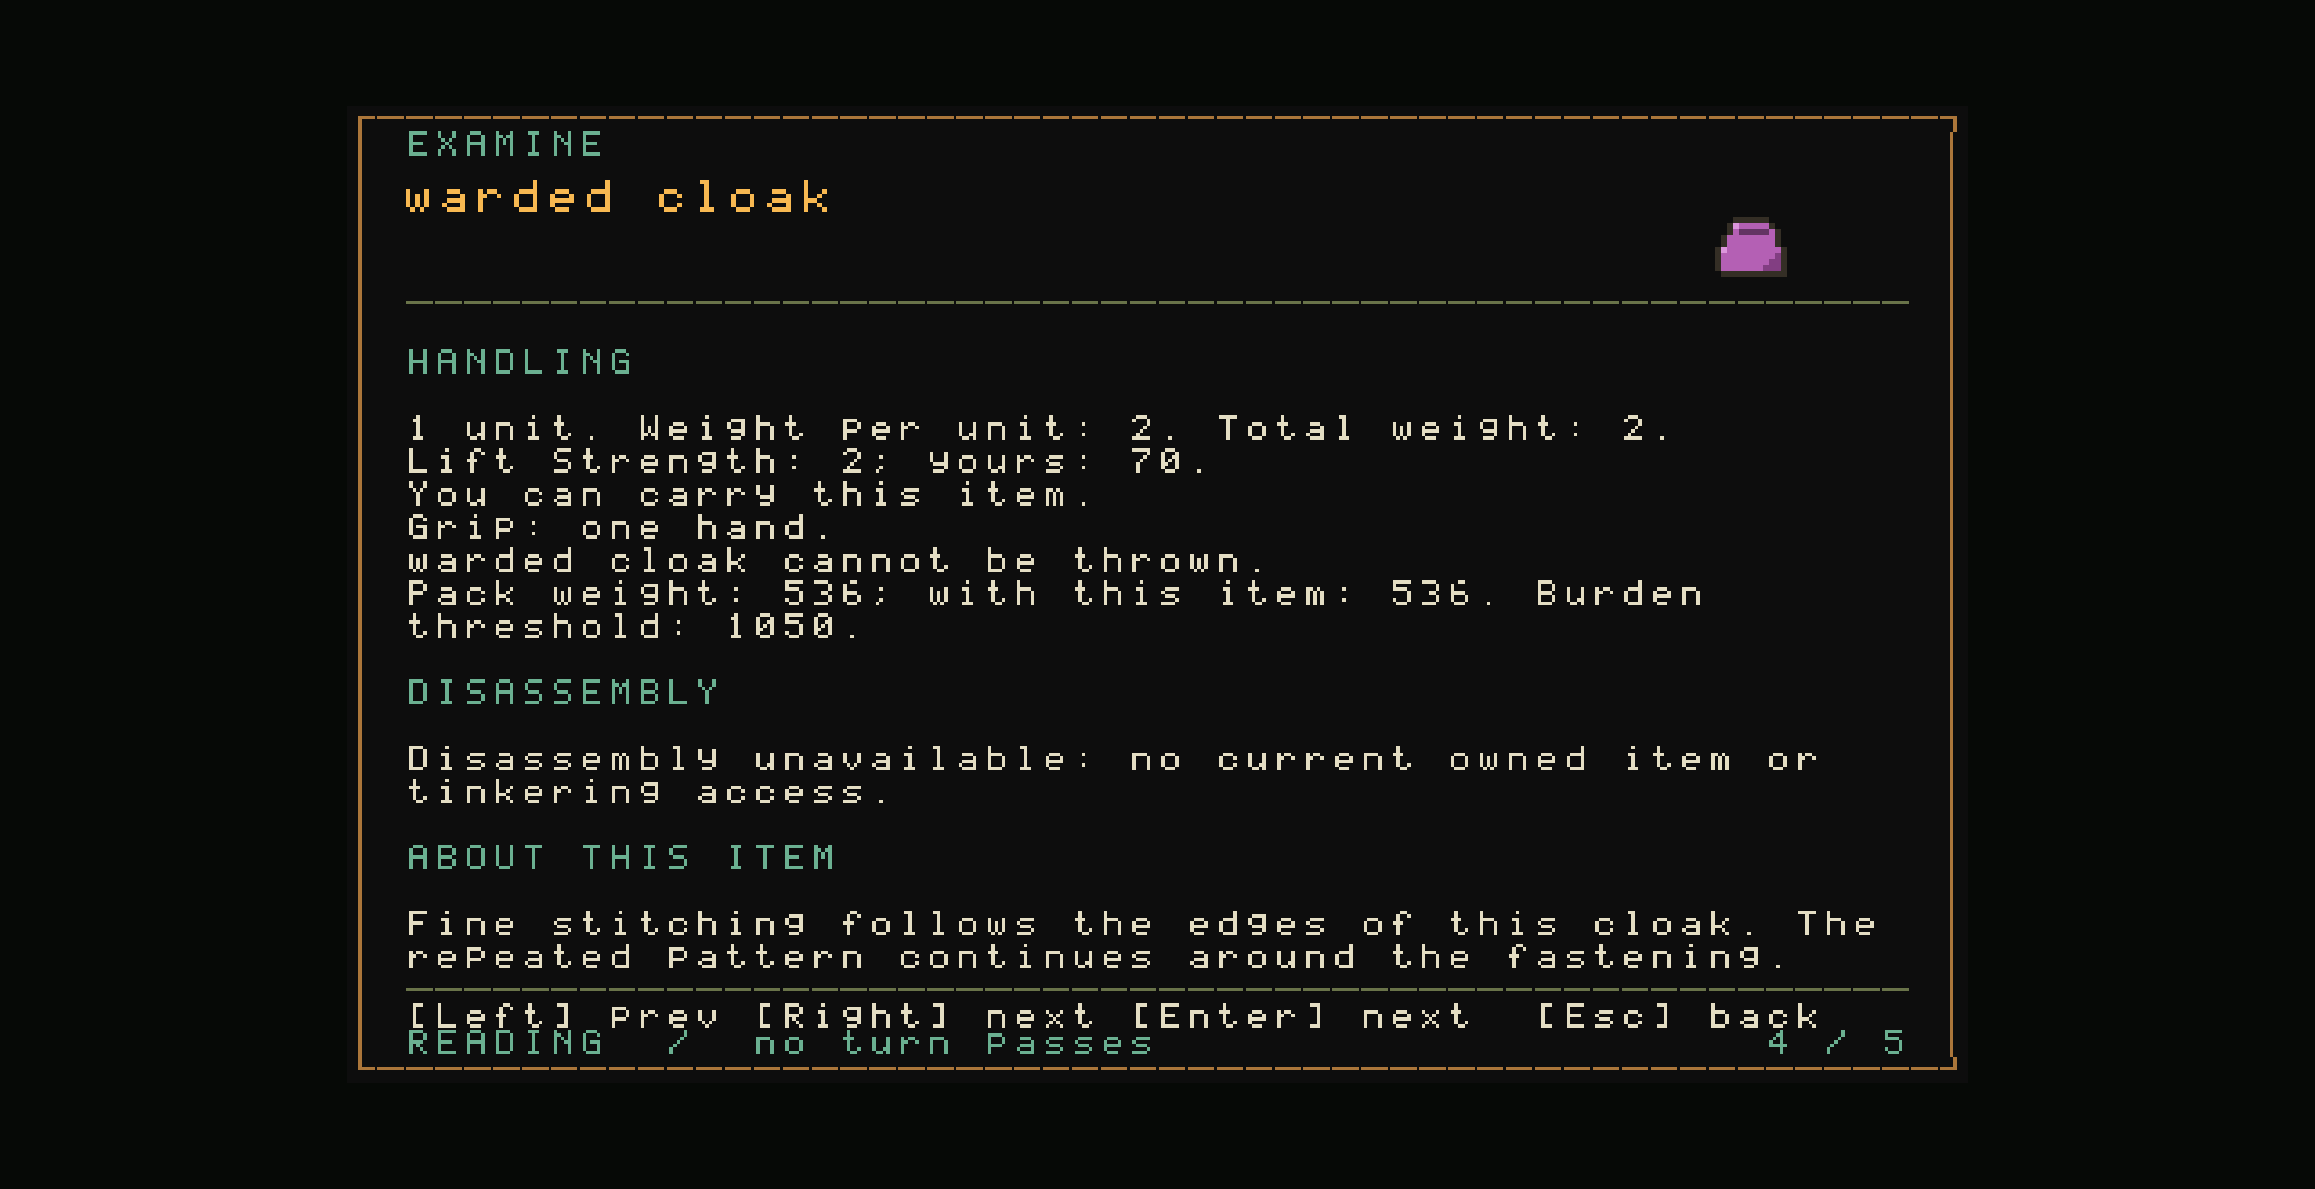 EXAMINE
warded cloak
HANDLING
1 unit. Weight per unit: 2. Total weight: 2.
Lift Strength: 2; yours: 70.
You can carry this item.
Grip: one hand.
warded cloak cannot be thrown.
Pack weight: 536; with this item: 536. Burden
threshold: 1050.
DISASSEMBLY
Disassembly unavailable: no current owned item or
tinkering access.
ABOUT THIS ITEM
Fine stitching follows the edges of this cloak. The
repeated pattern continues around the fastening.
[Left] prev [Right] next [Enter] next [Esc] back
READING / no turn passes 4 / 5